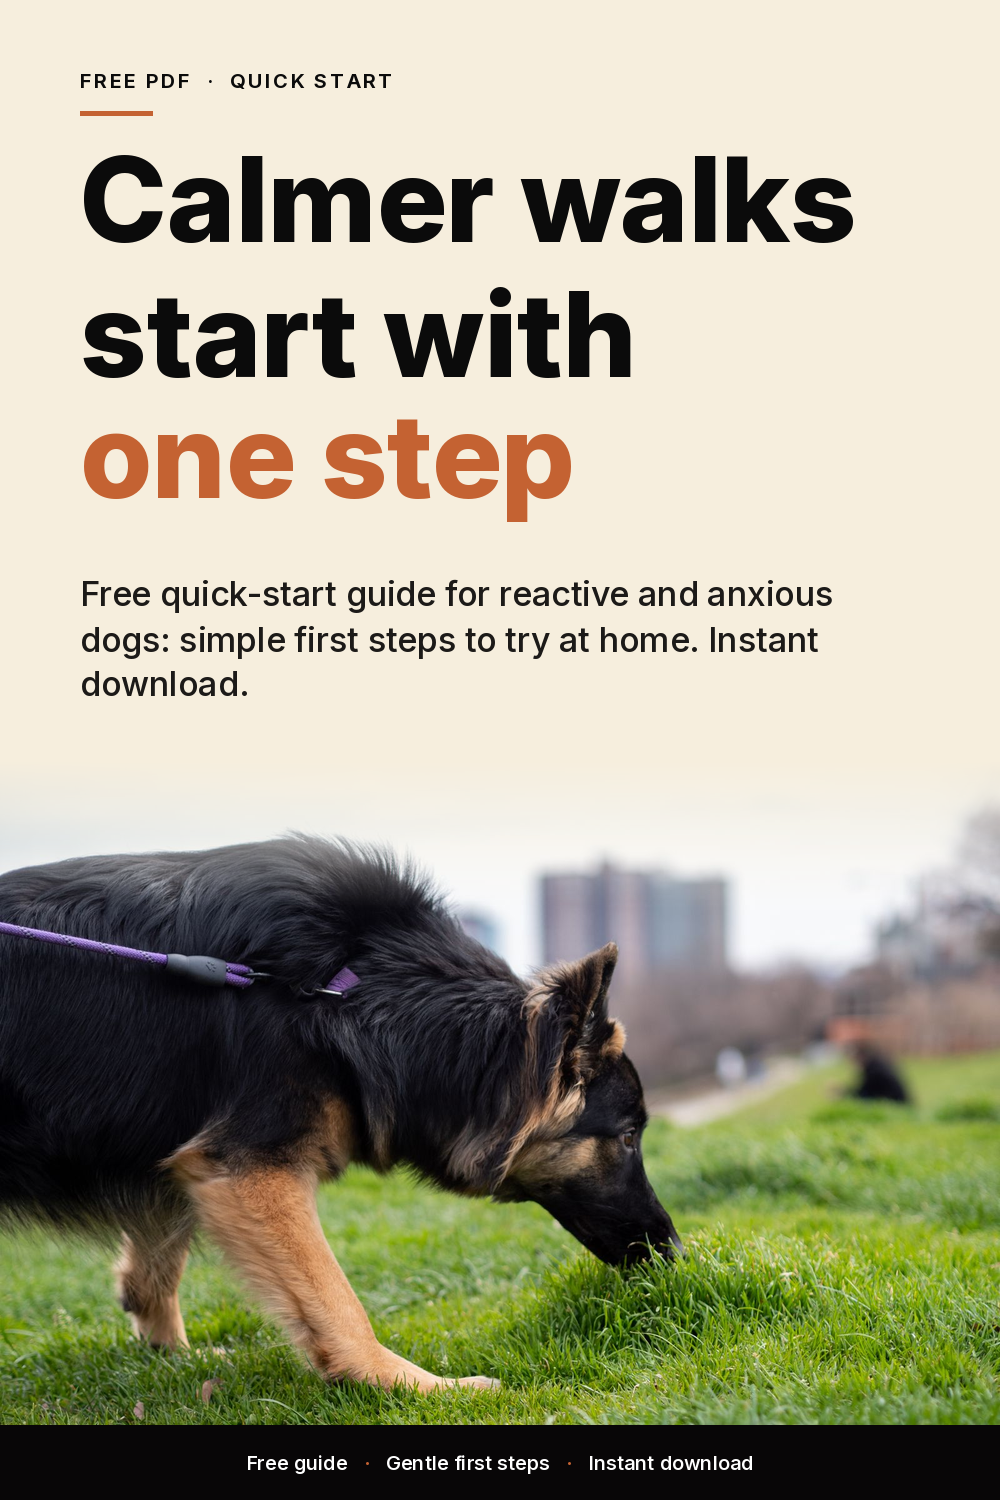 FREE PDF · QUICK START
Calmer walks
start with
one step
Free quick-start guide for reactive and anxious
dogs: simple first steps to try at home. Instant
download.
Free guide · Gentle first steps · Instant download